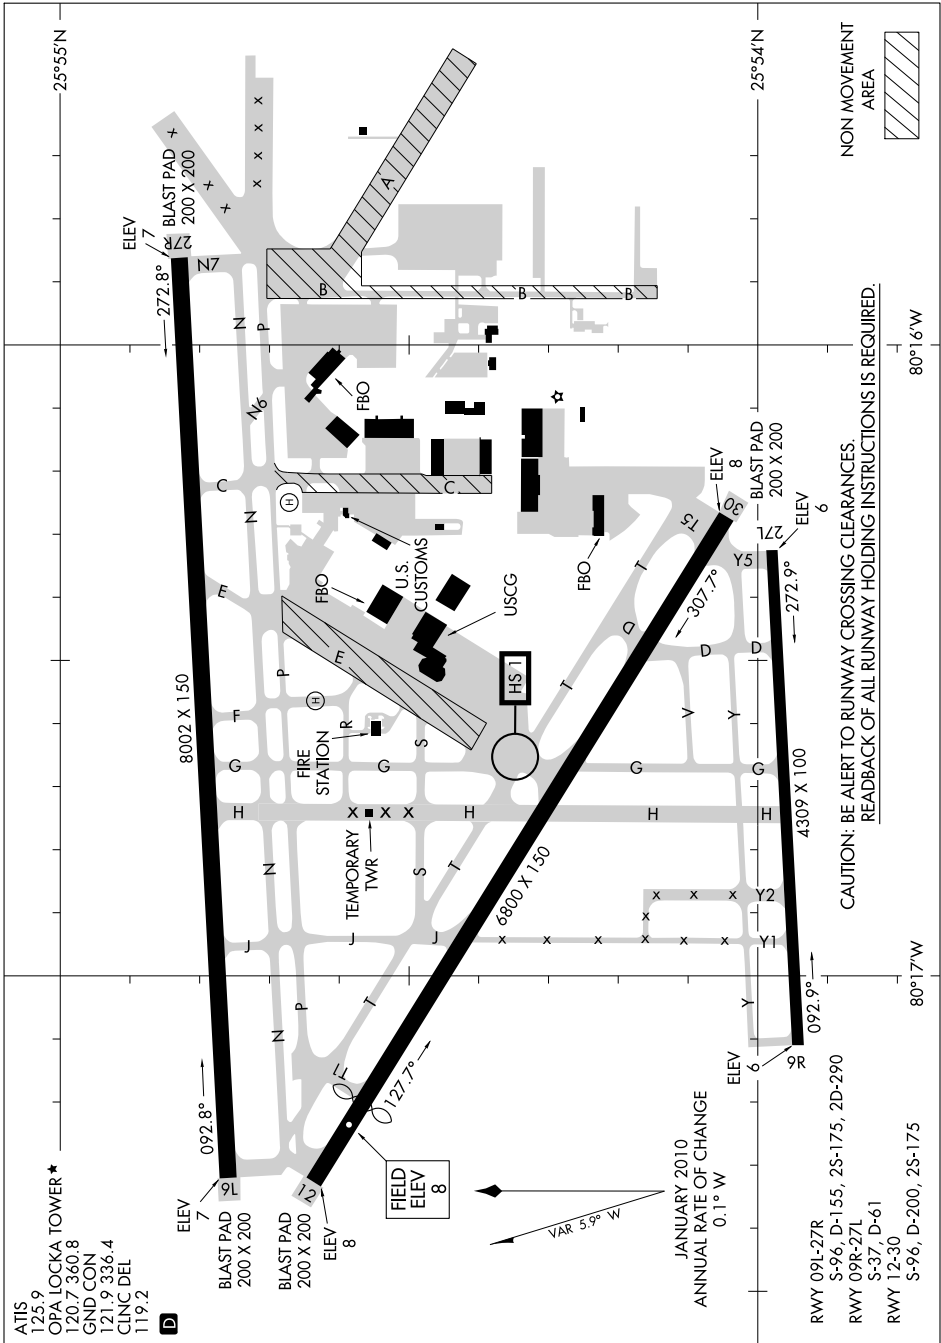 ATIS
125.9
OPA LOCKA TOWER★
120.7 360.8
GND CON
121.9 336.4
CLNC DEL
119.2
D
25°55'N
25°54'N
80°16'W
80°17'W
NON MOVEMENT
AREA
ELEV
7
BLAST PAD
200 X 200
27R
272.8°
N7
X X X X
X X X
A
B
B
B
N
P
N6
FBO
C
N
H
C
U.S.
CUSTOMS
E
FBO
USCG
FBO
E
P
HS 1
F
H
R
FIRE
STATION
G
G
S
8002 X 150
H
X X X
TEMPORARY
TWR
H
H
H
N
S
T
J
J
J
P
T
N
T1
T
T
D
T5
30
ELEV
8
BLAST PAD
200 X 200
307.7°
27L
ELEV
6
Y5
272.9°
D
D
V
Y
G
G
4309 X 100
6800 X 150
X X X
X
X X X X X X
Y2
Y1
Y
092.9°
9R
ELEV
6
CAUTION: BE ALERT TO RUNWAY CROSSING CLEARANCES.
READBACK OF ALL RUNWAY HOLDING INSTRUCTIONS IS REQUIRED.
092.8°
ELEV
7
9L
BLAST PAD
200 X 200
12
BLAST PAD
200 X 200
ELEV
8
127.7°
FIELD
ELEV
8
VAR 5.9° W
JANUARY 2010
ANNUAL RATE OF CHANGE
0.1° W
RWY 09L-27R
S-96, D-155, 2S-175, 2D-290
RWY 09R-27L
S-37, D-61
RWY 12-30
S-96, D-200, 2S-175